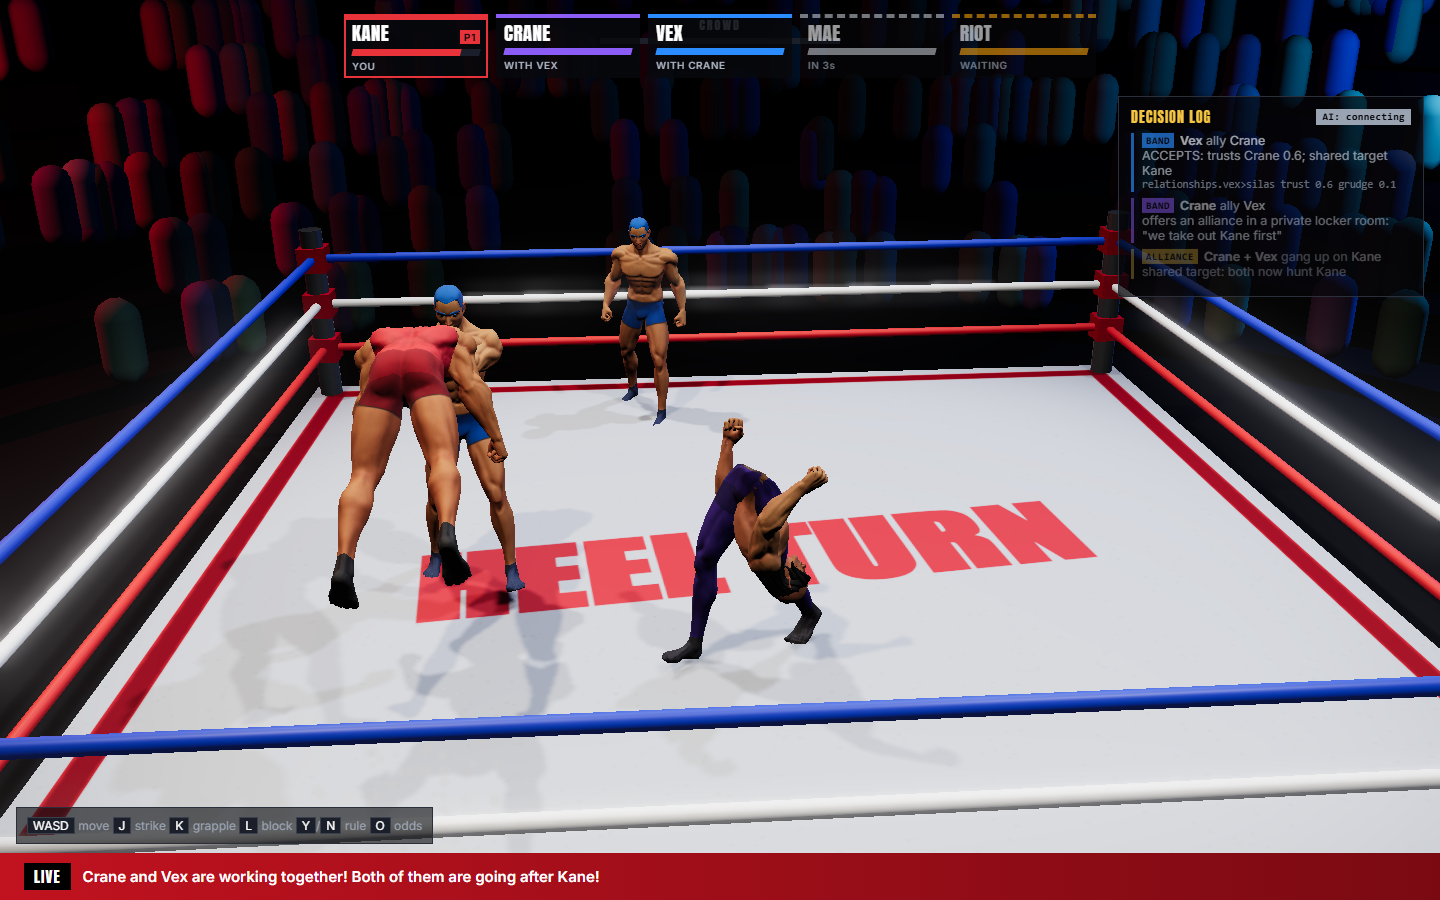 KANE
P1
YOU
CRANE
WITH VEX
CROWD
VEX
WITH CRANE
MAE
IN 3s
RIOT
WAITING
DECISION LOG
AI: connecting
BAND Vex ally Crane
ACCEPTS: trusts Crane 0.6; shared target
Kane
relationships.vex>silas trust 0.6 grudge 0.1
BAND Crane ally Vex
offers an alliance in a private locker room:
"we take out Kane first"
ALLIANCE Crane + Vex gang up on Kane
shared target: both now hunt Kane
HEEL TURN
WASD move J strike K grapple L block Y / N rule O odds
LIVE Crane and Vex are working together! Both of them are going after Kane!